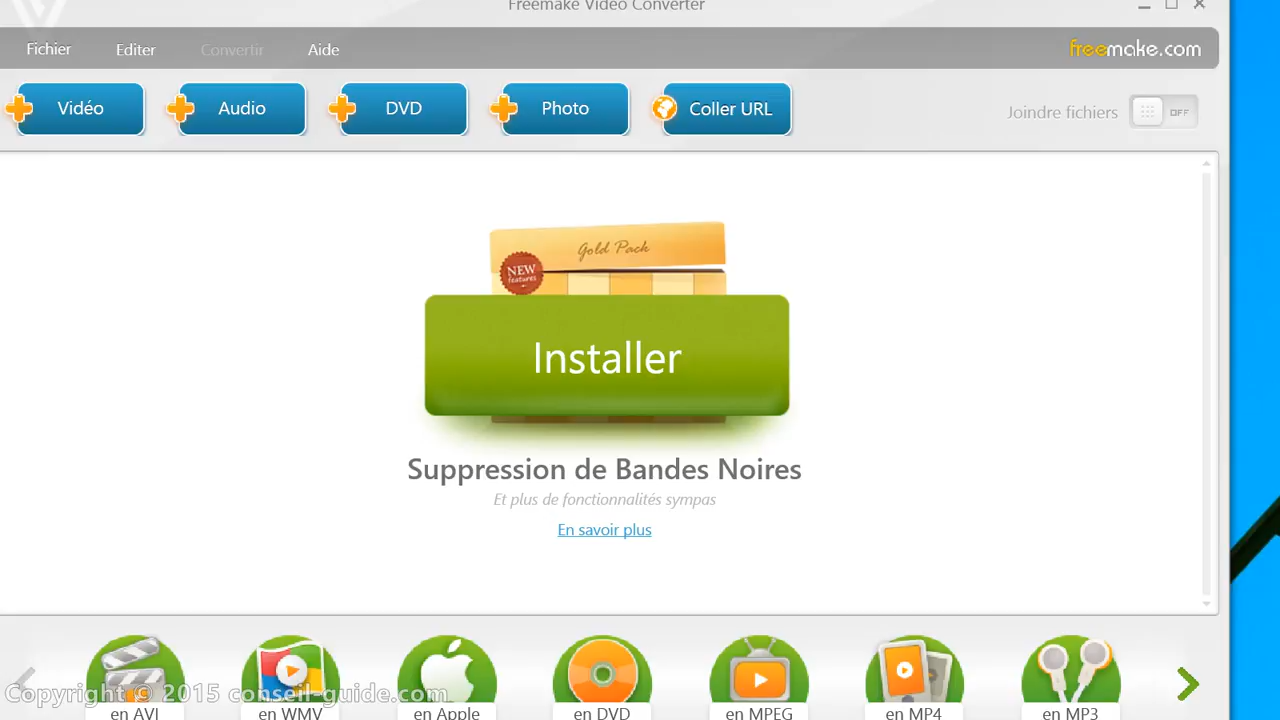 Freemake Video Converter
Fichier Editer Convertir Aide
freemake.com
Vidéo Audio DVD Photo Coller URL
Joindre fichiers OFF
Gold Pack
NEW
features
Installer
Suppression de Bandes Noires
Et plus de fonctionnalités sympas
En savoir plus
Copyright © 2015 conseil-guide.com
en AVI en WMV en Apple en DVD en MPEG en MP4 en MP3